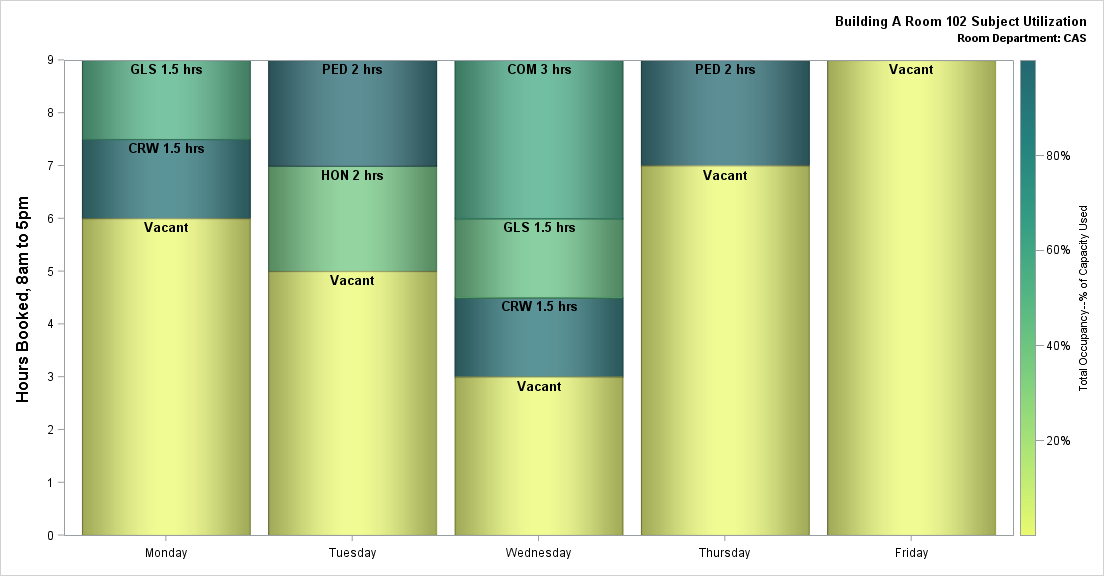 Building A Room 102 Subject Utilization
Room Department: CAS
Hours Booked, 8am to 5pm
9
8
7
6
5
4
3
2
1
0
GLS 1.5 hrs
CRW 1.5 hrs
Vacant
PED 2 hrs
HON 2 hrs
Vacant
COM 3 hrs
GLS 1.5 hrs
CRW 1.5 hrs
Vacant
PED 2 hrs
Vacant
Vacant
Monday
Tuesday
Wednesday
Thursday
Friday
80%
60%
40%
20%
Total Occupancy--% of Capacity Used